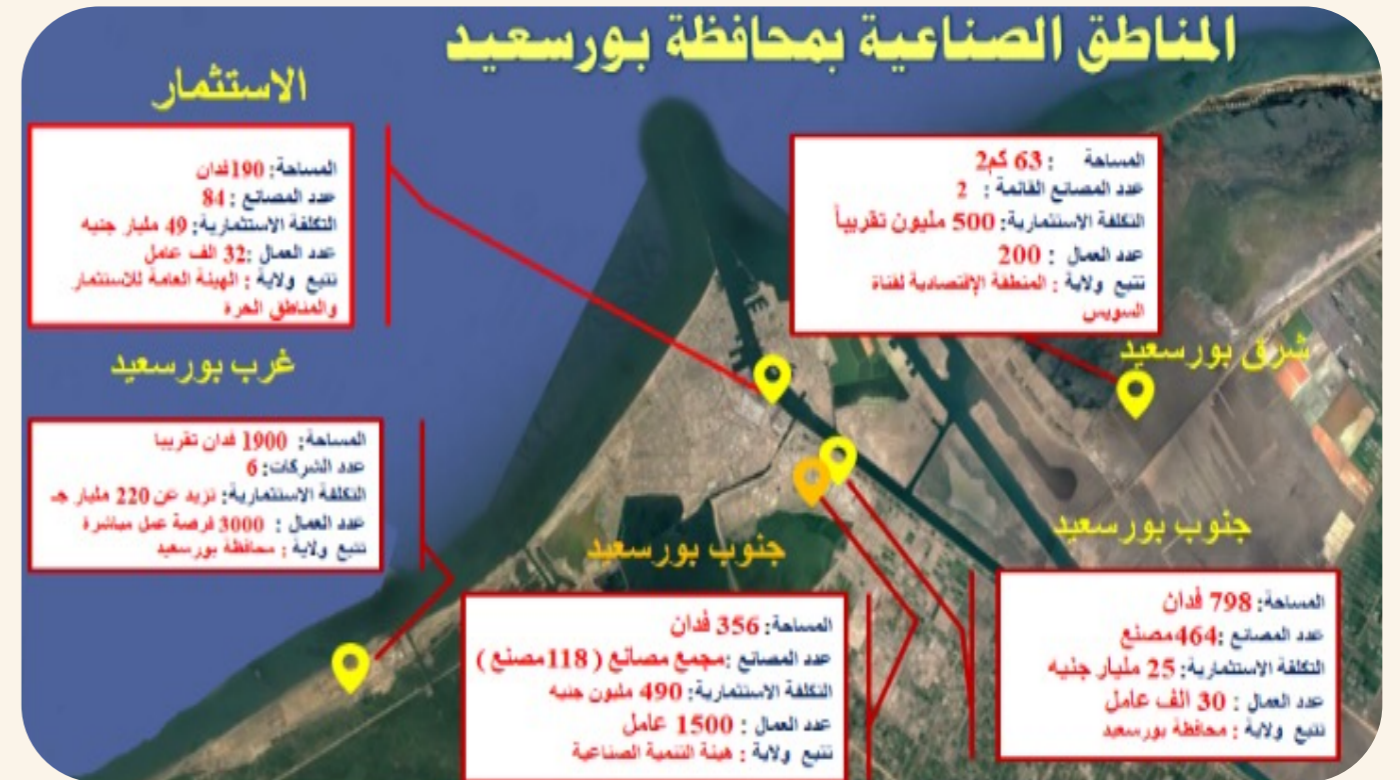 المناطق الصناعية بمحافظة بورسعيد
الاستثمار
المساحة: 190 فدان
عدد المصانع : 84
التكلفة الاستثمارية: 49 مليار جنيه
عدد العمال :32 الف عامل
تتبع ولاية : الهيئة العامة للاستثمار
والمناطق الحرة
المساحة : 63 كم2
عدد المصانع القائمة : 2
التكلفة الاستثمارية: 500 مليون تقريباً
عدد العمال : 200
تتبع ولاية : المنطقة الإقتصادية لقناة
السويس
شرق بورسعيد
غرب بورسعيد
المساحة: 1900 فدان تقريبا
عدد الشركات: 6
التكلفة الاستثمارية: تزيد عن 220 مليار جـ
عدد العمال : 3000 فرصة عمل مباشرة
تتبع ولاية : محافظة بورسعيد
جنوب بورسعيد
المساحة: 356 فدان
عدد المصانع :مجمع مصانع ( 118 مصنع )
التكلفة الاستثمارية: 490 مليون جنيه
عدد العمال : 1500 عامل
تتبع ولاية : هيئة التنمية الصناعية
جنوب بورسعيد
المساحة: 798 فدان
عدد المصانع :464 مصنع
التكلفة الاستثمارية: 25 مليار جنيه
عدد العمال : 30 الف عامل
تتبع ولاية : محافظة بورسعيد